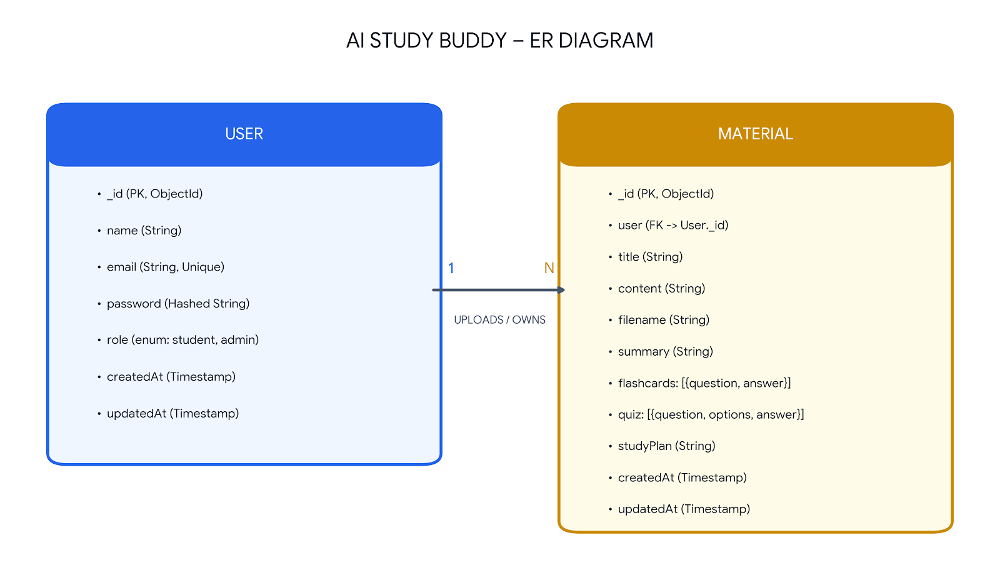 AI STUDY BUDDY – ER DIAGRAM
USER
• _id (PK, ObjectId)
• name (String)
• email (String, Unique)
• password (Hashed String)
• role (enum: student, admin)
• createdAt (Timestamp)
• updatedAt (Timestamp)
1
N
UPLOADS / OWNS
MATERIAL
• _id (PK, ObjectId)
• user (FK -> User._id)
• title (String)
• content (String)
• filename (String)
• summary (String)
• flashcards: [{question, answer}]
• quiz: [{question, options, answer}]
• studyPlan (String)
• createdAt (Timestamp)
• updatedAt (Timestamp)